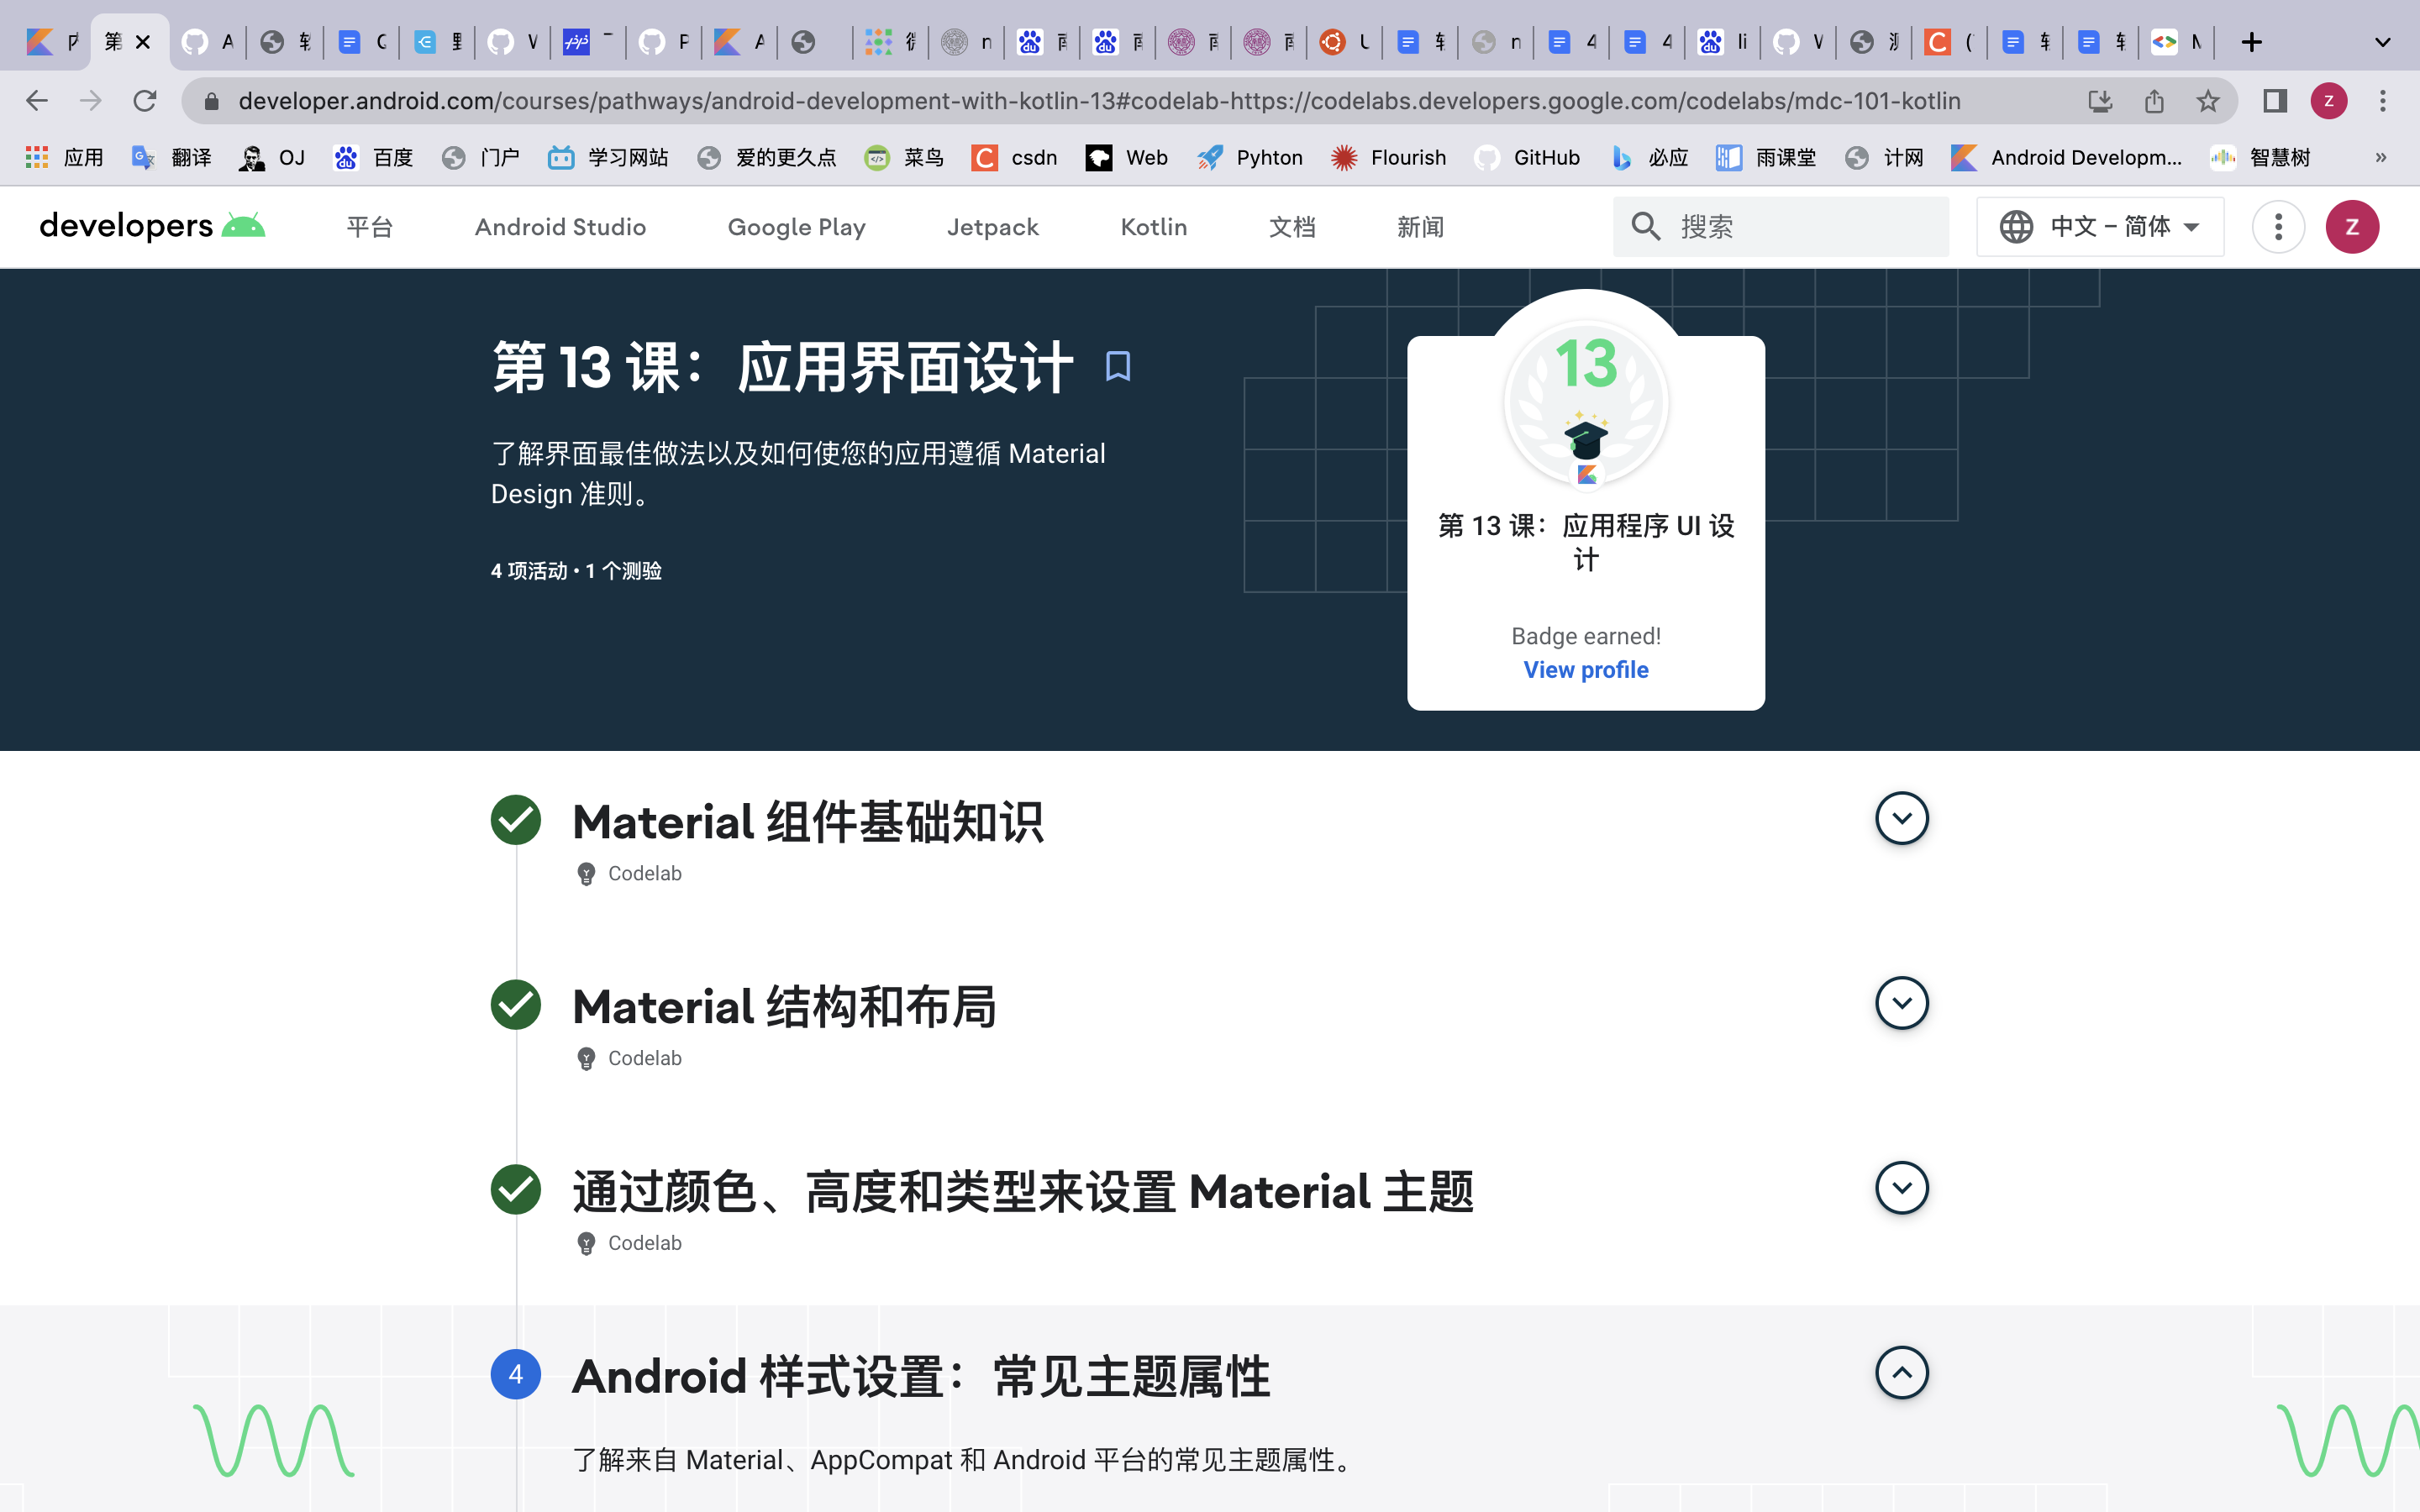 第
developer.android.com/courses/pathways/android-development-with-kotlin-13#codelab-https://codelabs.developers.google.com/codelabs/mdc-101-kotlin
Z
应用 翻译 OJ 百度 门户 学习网站 爱的更久点 菜鸟 csdn Web Pyhton Flourish GitHub 必应 雨课堂 计网 Android Developm... 智慧树 »
developers 平台 Android Studio Google Play Jetpack Kotlin 文档 新闻 搜索 中文 – 简体 Z
第 13 课：应用界面设计
了解界面最佳做法以及如何使您的应用遵循 Material
Design 准则。
4 项活动 • 1 个测验
13
第 13 课：应用程序 UI 设
计
Badge earned!
View profile
Material 组件基础知识
Codelab
Material 结构和布局
Codelab
通过颜色、高度和类型来设置 Material 主题
Codelab
4 Android 样式设置：常见主题属性
了解来自 Material、AppCompat 和 Android 平台的常见主题属性。